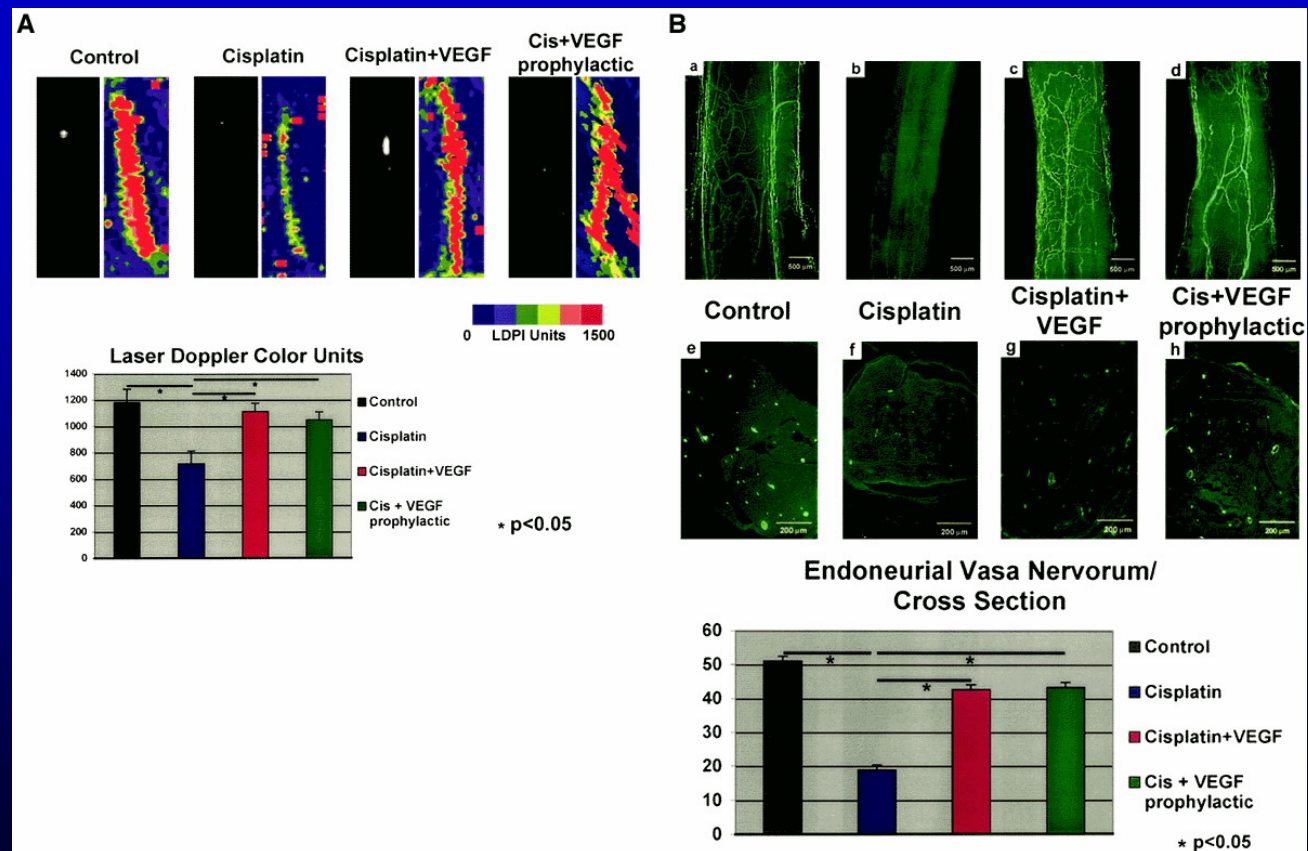 A
Control
Cisplatin
Cisplatin+VEGF
Cis+VEGF
prophylactic
0 LDPI Units 1500
Laser Doppler Color Units
1400
1200
1000
800
600
400
200
0
*
*
*
Control
Cisplatin
Cisplatin+VEGF
Cis + VEGF
prophylactic
* p<0.05
B
a
b
c
d
500 µm
500 µm
500 µm
500 µm
Control
Cisplatin
Cisplatin+
VEGF
Cis+VEGF
prophylactic
e
f
g
h
200 µm
200 µm
200 µm
200 µm
Endoneurial Vasa Nervorum/
Cross Section
60
50
40
30
20
10
0
*
*
*
Control
Cisplatin
Cisplatin+VEGF
Cis + VEGF
prophylactic
* p<0.05